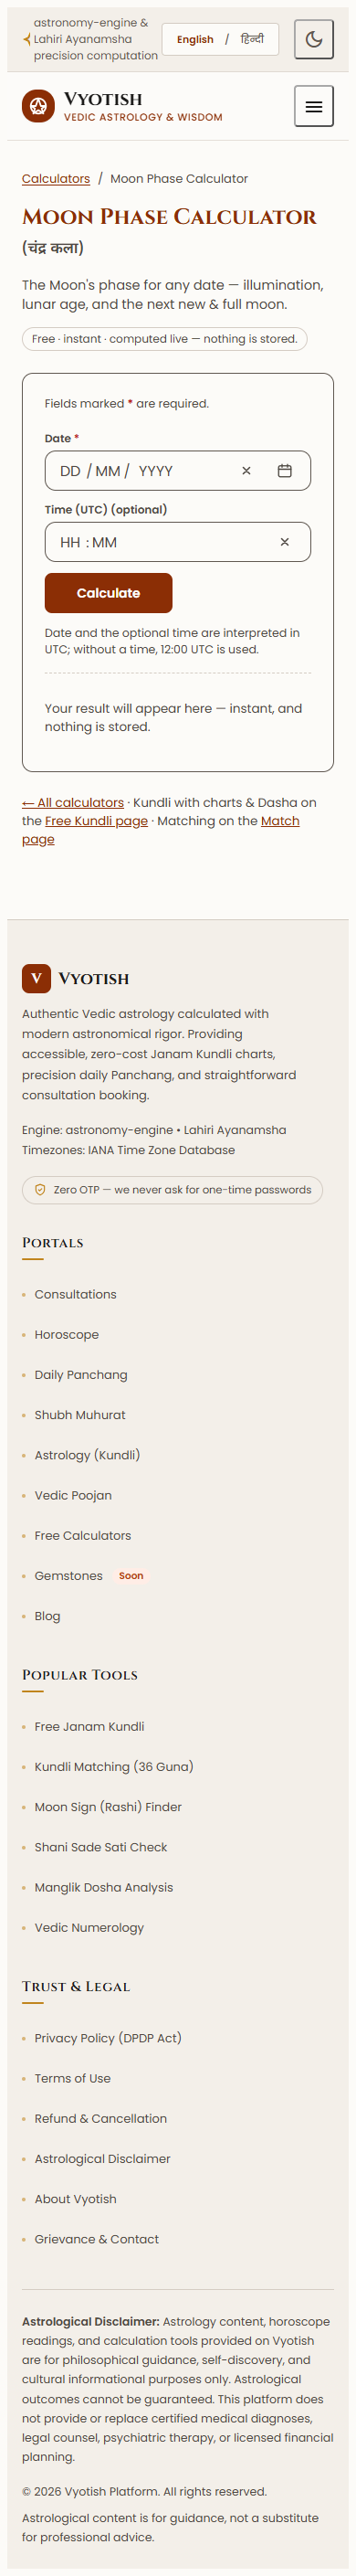 astronomy-engine &
Lahiri Ayanamsha
precision computation
English / हिन्दी
Vyotish
VEDIC ASTROLOGY & WISDOM
Calculators / Moon Phase Calculator
Moon Phase Calculator
(चंद्र कला)
The Moon's phase for any date — illumination,
lunar age, and the next new & full moon.
Free · instant · computed live — nothing is stored.
Fields marked * are required.
Date *
DD / MM / YYYY
Time (UTC) (optional)
HH : MM
Calculate
Date and the optional time are interpreted in
UTC; without a time, 12:00 UTC is used.
Your result will appear here — instant, and
nothing is stored.
← All calculators · Kundli with charts & Dasha on
the Free Kundli page · Matching on the Match
page
V Vyotish
Authentic Vedic astrology calculated with
modern astronomical rigor. Providing
accessible, zero-cost Janam Kundli charts,
precision daily Panchang, and straightforward
consultation booking.
Engine: astronomy-engine • Lahiri Ayanamsha
Timezones: IANA Time Zone Database
Zero OTP — we never ask for one-time passwords
Portals
Consultations
Horoscope
Daily Panchang
Shubh Muhurat
Astrology (Kundli)
Vedic Poojan
Free Calculators
Gemstones Soon
Blog
Popular Tools
Free Janam Kundli
Kundli Matching (36 Guna)
Moon Sign (Rashi) Finder
Shani Sade Sati Check
Manglik Dosha Analysis
Vedic Numerology
Trust & Legal
Privacy Policy (DPDP Act)
Terms of Use
Refund & Cancellation
Astrological Disclaimer
About Vyotish
Grievance & Contact
Astrological Disclaimer: Astrology content, horoscope
readings, and calculation tools provided on Vyotish
are for philosophical guidance, self-discovery, and
cultural informational purposes only. Astrological
outcomes cannot be guaranteed. This platform does
not provide or replace certified medical diagnoses,
legal counsel, psychiatric therapy, or licensed financial
planning.
© 2026 Vyotish Platform. All rights reserved.
Astrological content is for guidance, not a substitute
for professional advice.